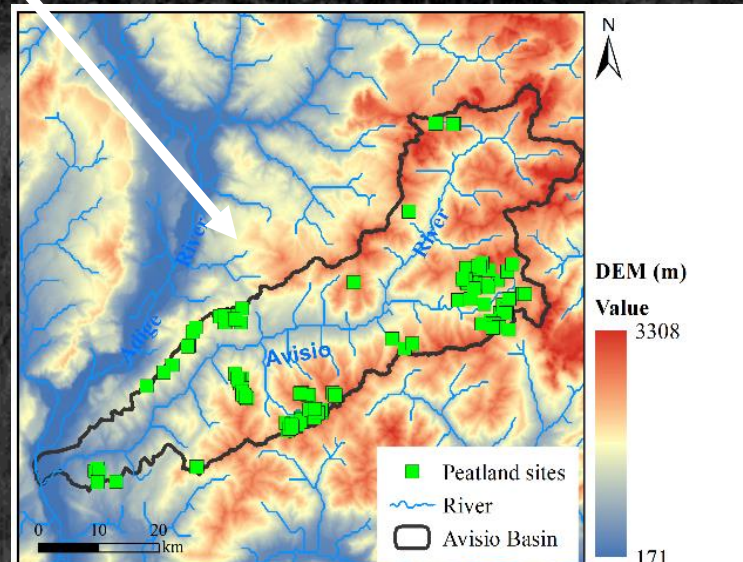 N
River
River
Adige
Avisio
DEM (m)
Value
3308
171
Peatland sites
River
Avisio Basin
0 10 20
km